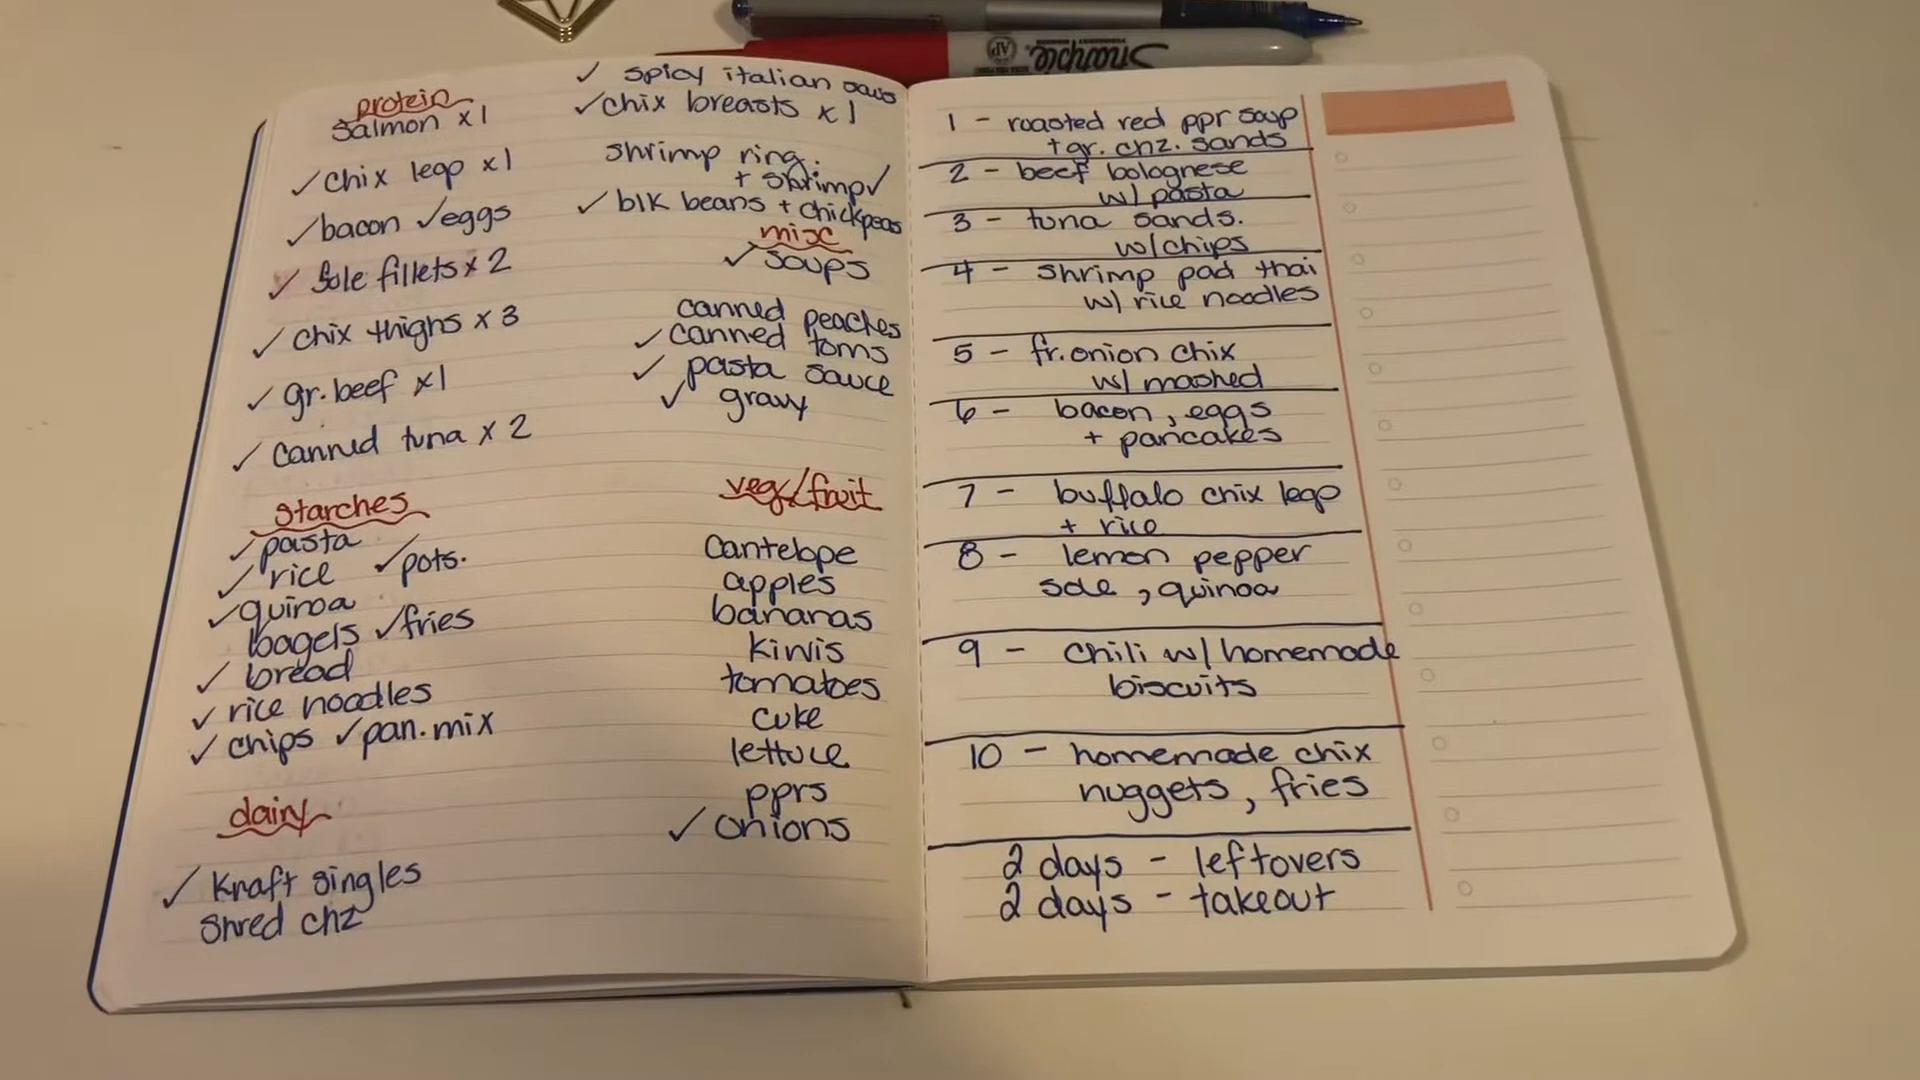 protein
salmon x1
✓ chix legs x1
✓ bacon ✓ eggs
✓ sole fillets x 2
✓ chix thighs x 3
✓ gr. beef x1
✓ canned tuna x 2
starches
✓ pasta
✓ rice ✓ pots.
✓ quinoa
bagels ✓ fries
✓ bread
✓ rice noodles
✓ chips ✓ pan. mix
dairy
✓ Kraft singles
shred chz
✓ spicy italian saus
✓ chix breasts x 1
shrimp ring
+ shrimp ✓
✓ blk beans + chickpeas
misc
✓ soups
canned peaches
✓ canned toms
✓ pasta sauce
✓ gravy
veg/fruit
cantelope
apples
bananas
kiwis
tomatoes
cuke
lettuce
pprs
✓ onions
1 - roasted red ppr soup
+ gr. chz. sands
2 - beef bolognese
w/ pasta
3 - tuna sands.
w/chips
4 - shrimp pad thai
w/ rice noodles
5 - fr. onion chix
w/ mashed
6 - bacon, eggs
+ pancakes
7 - buffalo chix legs
+ rice
8 - lemon pepper
sole, quinoa
9 - chili w/ homemade
biscuits
10 - homemade chix
nuggets, fries
2 days - leftovers
2 days - takeout
Sharpie
AP